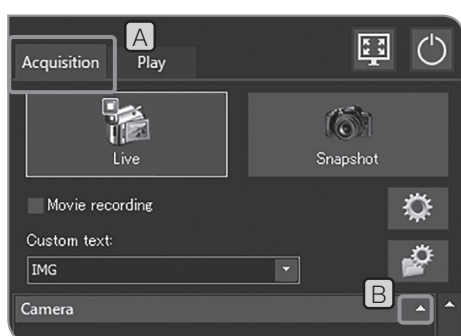 A
Acquisition Play
Live Snapshot
Movie recording
Custom text:
IMG
B
Camera